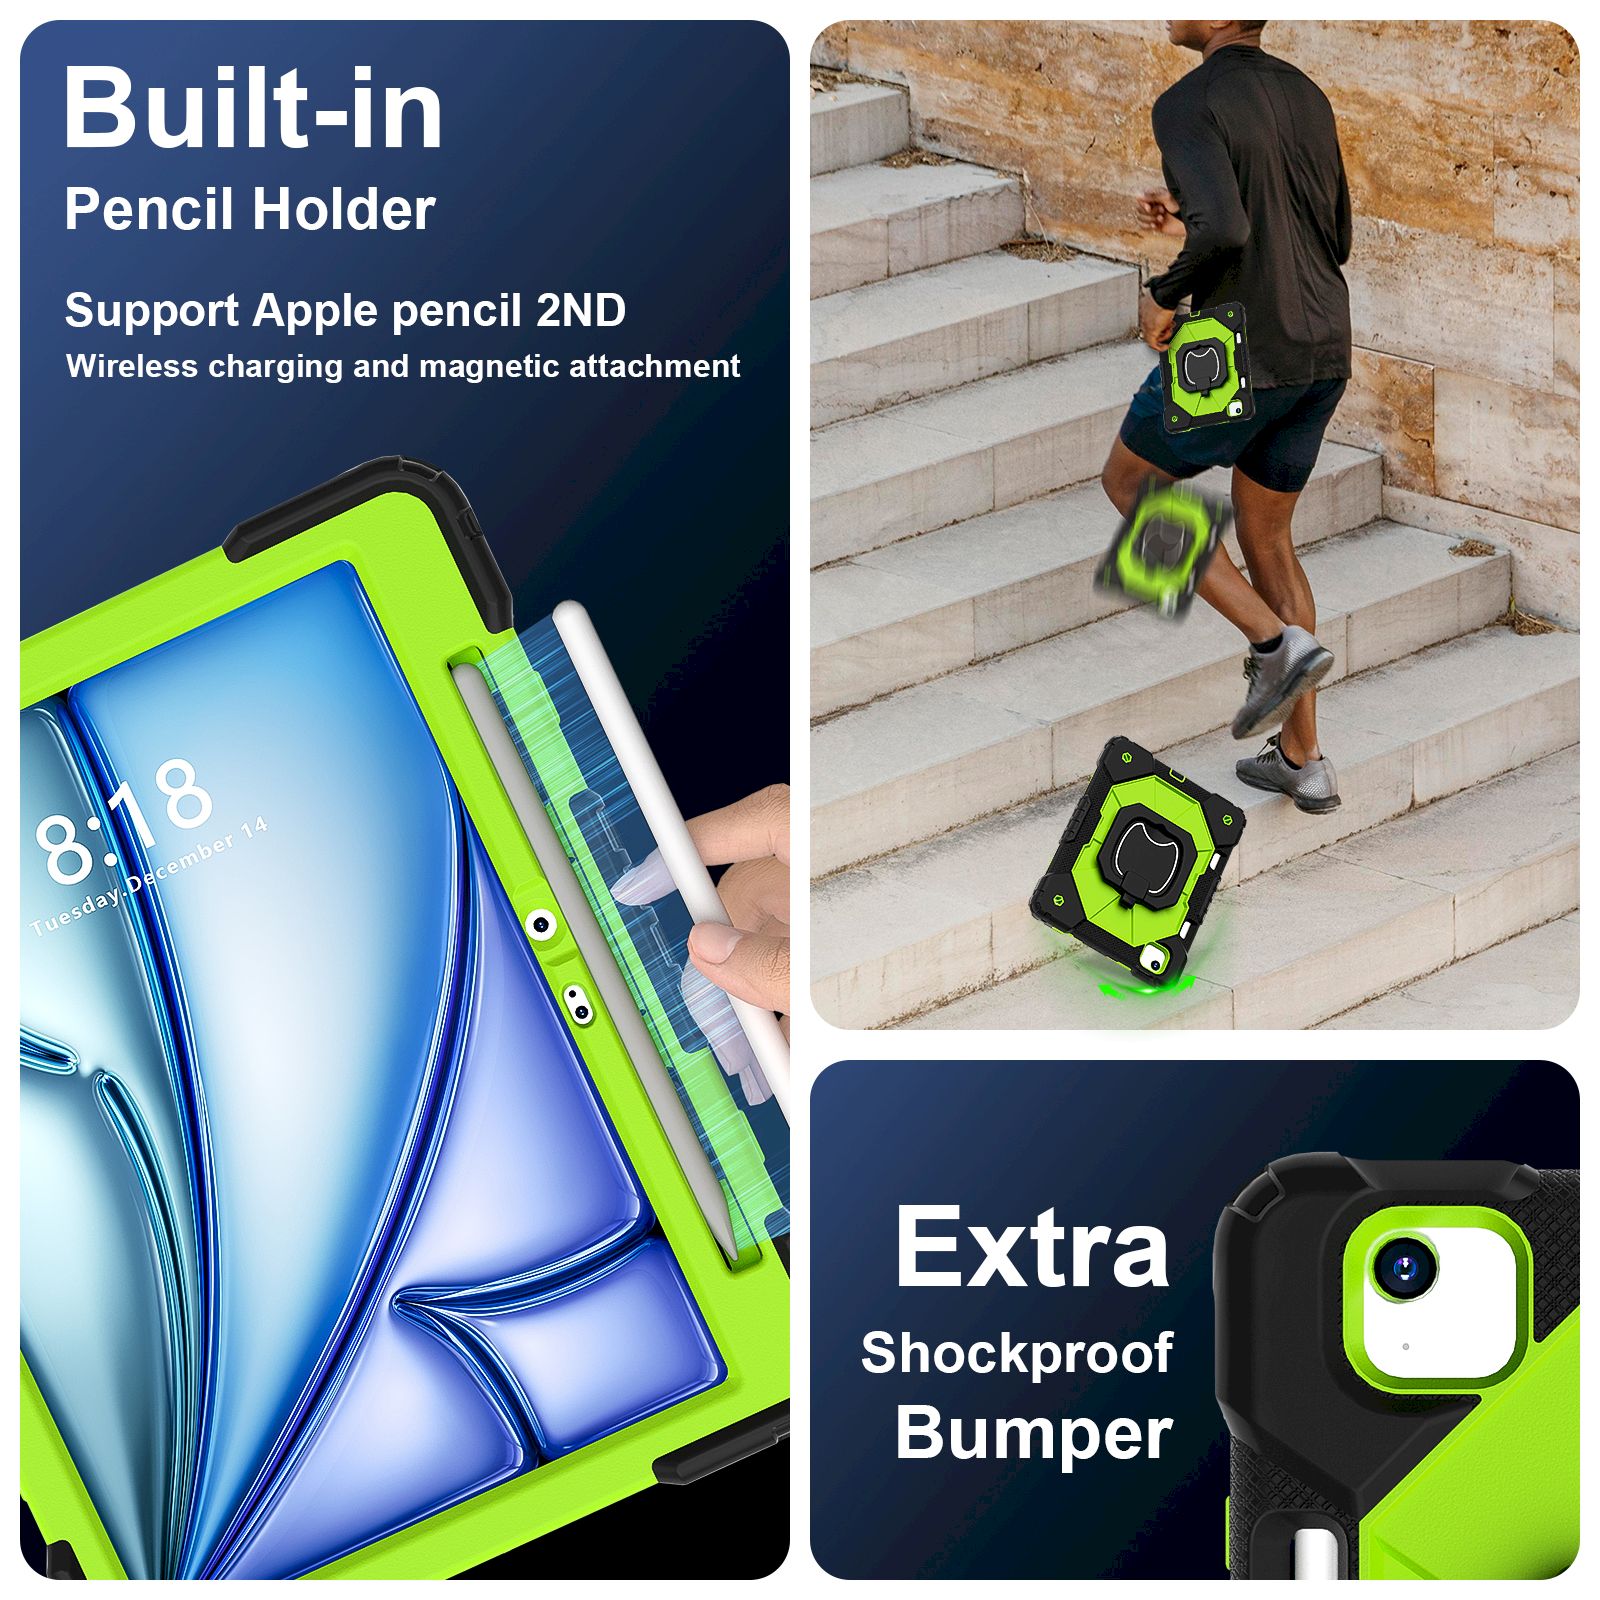 Built-in
Pencil Holder
Support Apple pencil 2ND
Wireless charging and magnetic attachment
8:18
Tuesday.December 14
Extra
Shockproof
Bumper